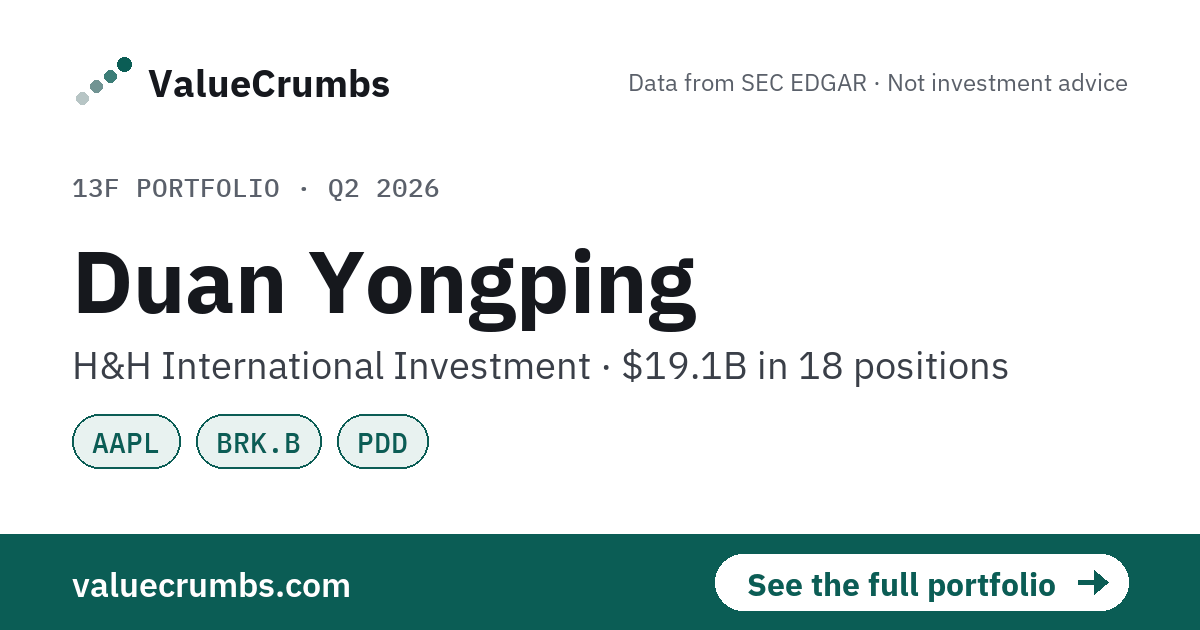 ValueCrumbs
Data from SEC EDGAR · Not investment advice
13F PORTFOLIO · Q2 2026
Duan Yongping
H&H International Investment · $19.1B in 18 positions
AAPL BRK.B PDD
valuecrumbs.com
See the full portfolio →